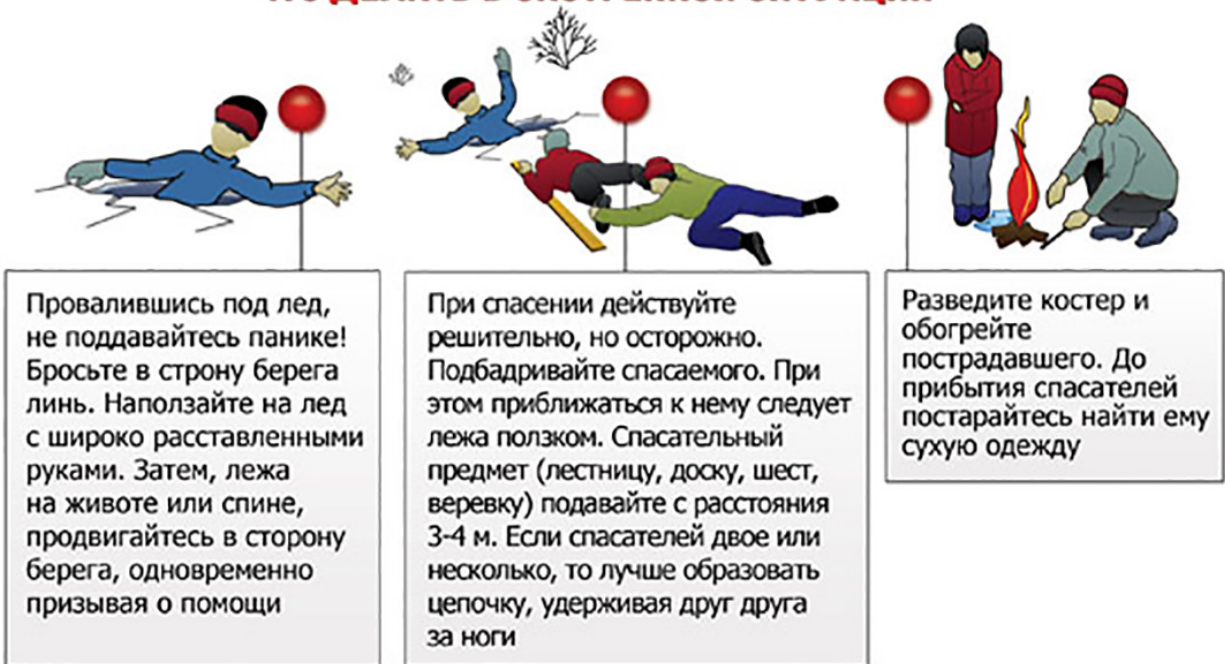 Провалившись под лед,
не поддавайтесь панике!
Бросьте в строну берега
линь. Наползайте на лед
с широко расставленными
руками. Затем, лежа
на животе или спине,
продвигайтесь в сторону
берега, одновременно
призывая о помощи
При спасении действуйте
решительно, но осторожно.
Подбадривайте спасаемого. При
этом приближаться к нему следует
лежа ползком. Спасательный
предмет (лестницу, доску, шест,
веревку) подавайте с расстояния
3-4 м. Если спасателей двое или
несколько, то лучше образовать
цепочку, удерживая друг друга
за ноги
Разведите костер и
обогрейте
пострадавшего. До
прибытия спасателей
постарайтесь найти ему
сухую одежду